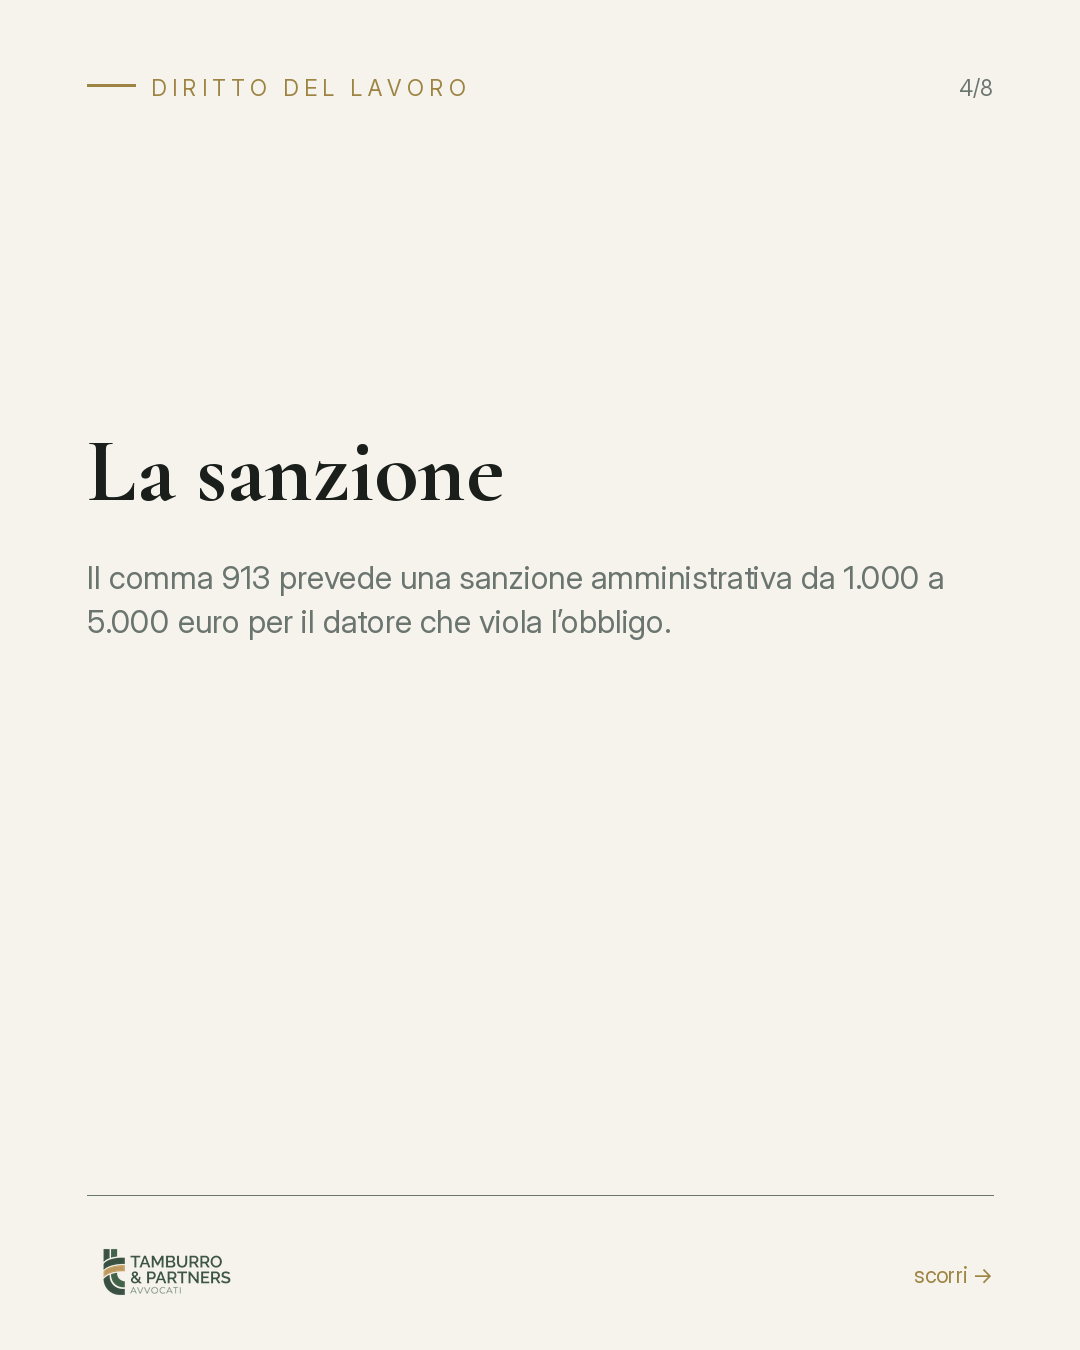 DIRITTO DEL LAVORO
4/8
La sanzione
Il comma 913 prevede una sanzione amministrativa da 1.000 a
5.000 euro per il datore che viola l’obbligo.
TAMBURRO
& PARTNERS
AVVOCATI
scorri →